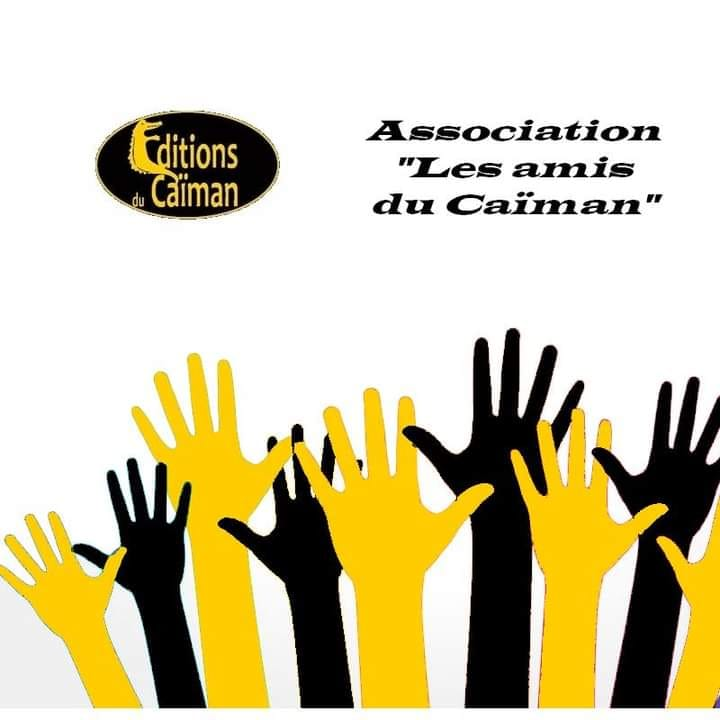 Editions
du Caïman
Association
"Les amis
du Caïman"